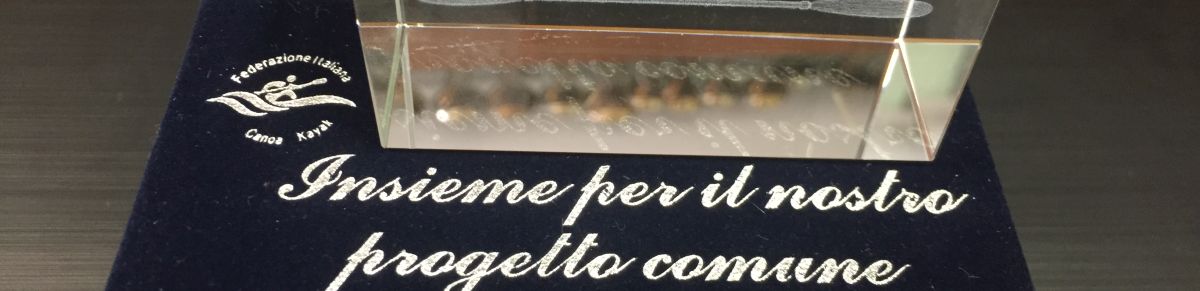 Federazione Italiana
Canoa Kayak
Insieme per il nostro
progetto comune